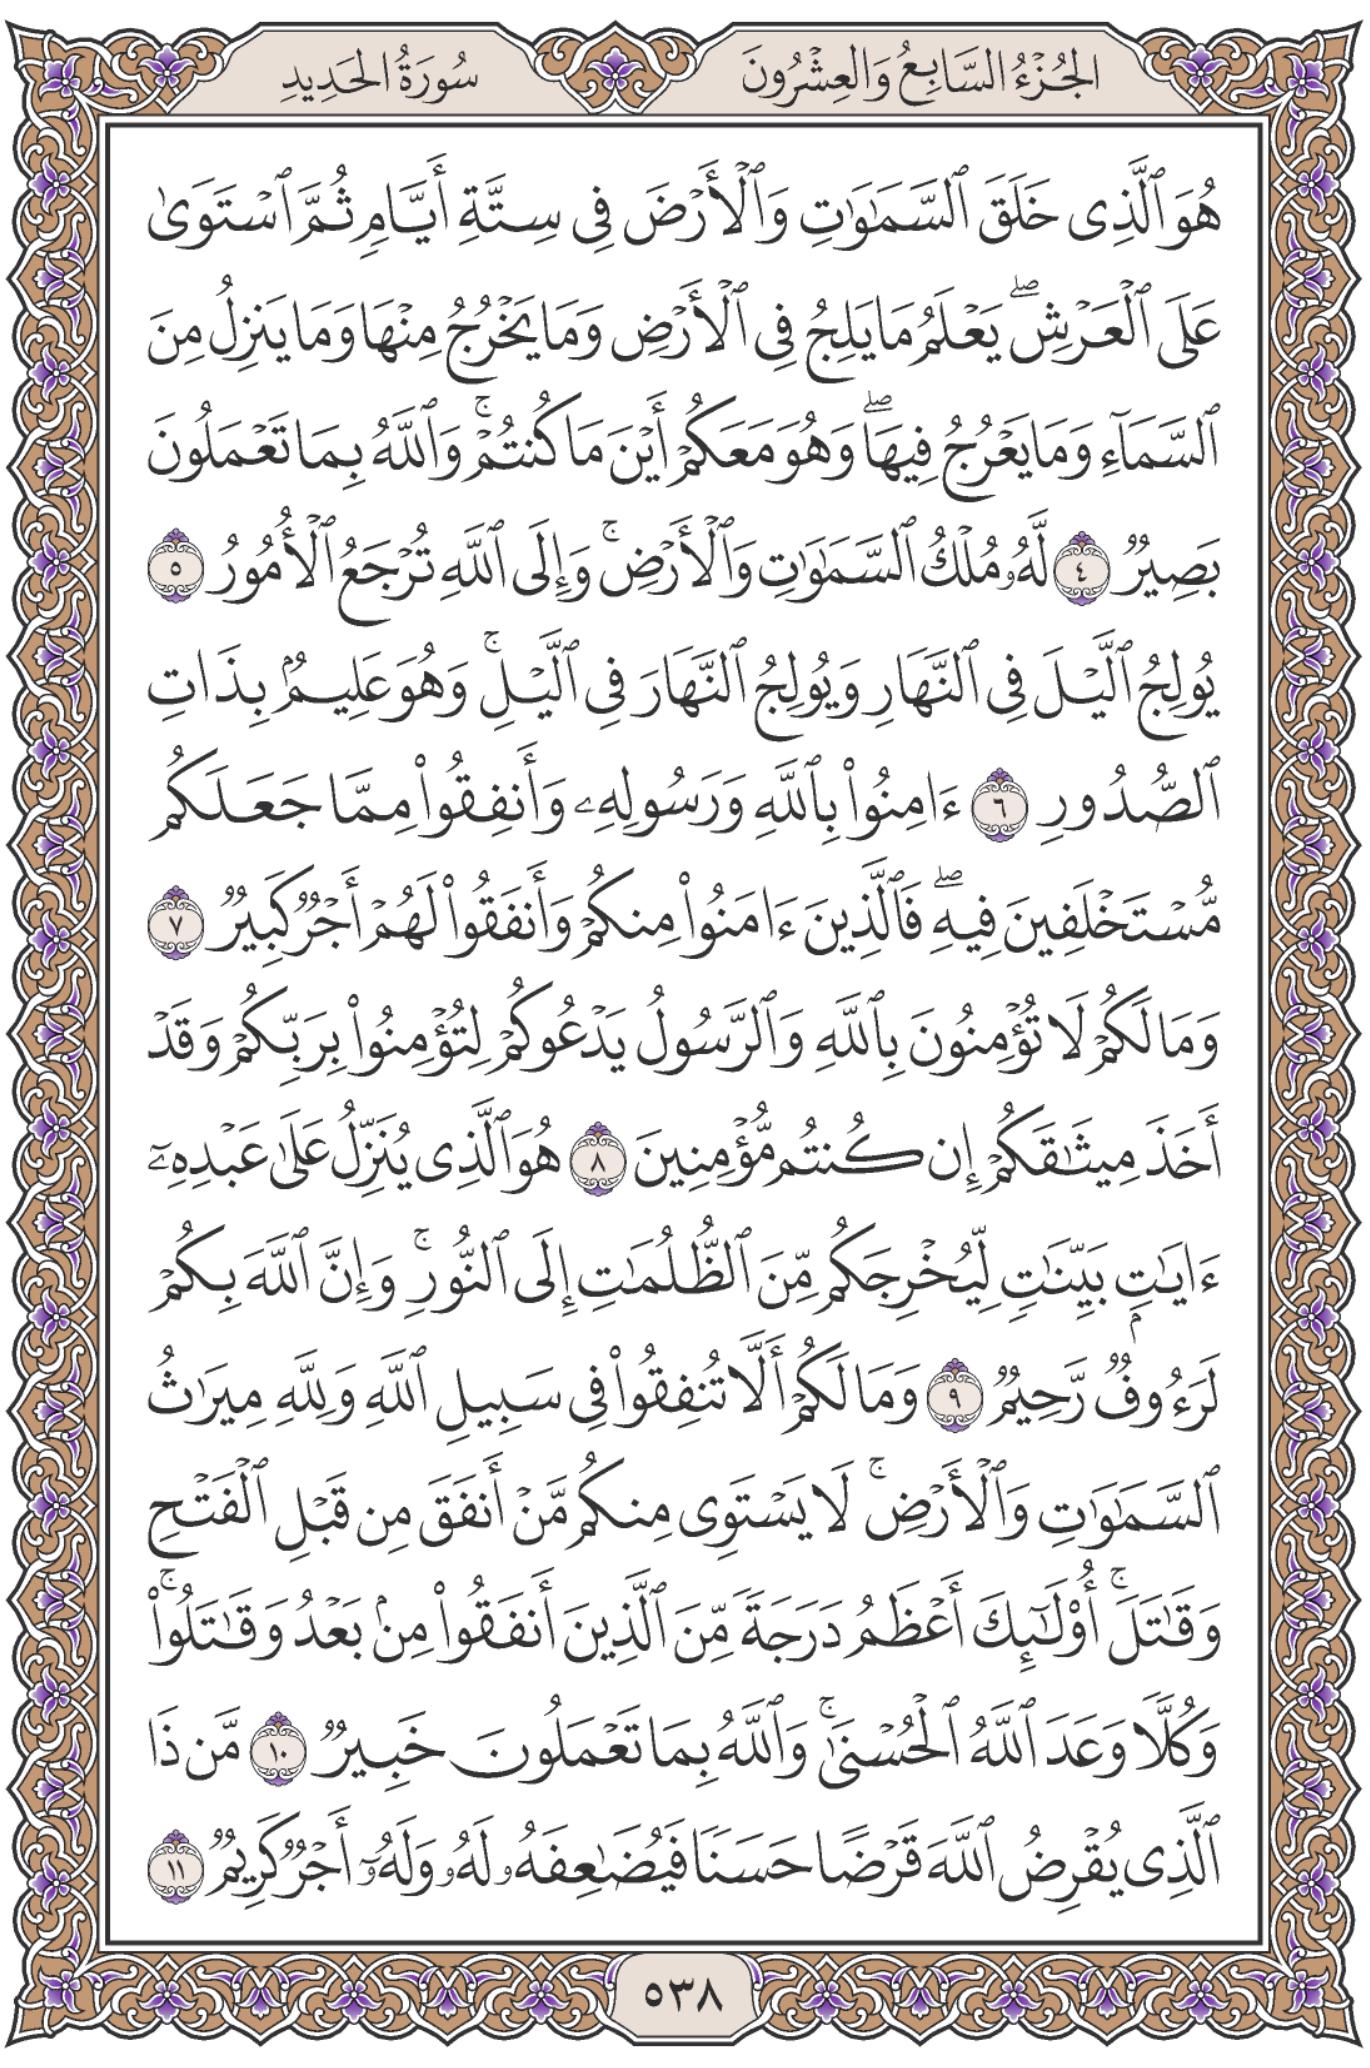 الجُزْءُ السَّابِعُ وَالعِشْرُونَ
سُورَةُ الحَدِيدِ
هُوَ ٱلَّذِى خَلَقَ ٱلسَّمَٰوَٰتِ وَٱلْأَرْضَ فِى سِتَّةِ أَيَّامٍ ثُمَّ ٱسْتَوَىٰ
عَلَى ٱلْعَرْشِۖ يَعْلَمُ مَا يَلِجُ فِى ٱلْأَرْضِ وَمَا يَخْرُجُ مِنْهَا وَمَا يَنزِلُ مِنَ
ٱلسَّمَآءِ وَمَا يَعْرُجُ فِيهَاۖ وَهُوَ مَعَكُمْ أَيْنَ مَا كُنتُمْۚ وَٱللَّهُ بِمَا تَعْمَلُونَ
بَصِيرٌ ٤ لَّهُۥ مُلْكُ ٱلسَّمَٰوَٰتِ وَٱلْأَرْضِۚ وَإِلَى ٱللَّهِ تُرْجَعُ ٱلْأُمُورُ ٥
يُولِجُ ٱلَّيْلَ فِى ٱلنَّهَارِ وَيُولِجُ ٱلنَّهَارَ فِى ٱلَّيْلِۚ وَهُوَ عَلِيمٌۢ بِذَاتِ
ٱلصُّدُورِ ٦ ءَامِنُوا۟ بِٱللَّهِ وَرَسُولِهِۦ وَأَنفِقُوا۟ مِمَّا جَعَلَكُم
مُّسْتَخْلَفِينَ فِيهِۖ فَٱلَّذِينَ ءَامَنُوا۟ مِنكُمْ وَأَنفَقُوا۟ لَهُمْ أَجْرٌ كَبِيرٌ ٧
وَمَا لَكُمْ لَا تُؤْمِنُونَ بِٱللَّهِ وَٱلرَّسُولُ يَدْعُوكُمْ لِتُؤْمِنُوا۟ بِرَبِّكُمْ وَقَدْ
أَخَذَ مِيثَٰقَكُمْ إِن كُنتُم مُّؤْمِنِينَ ٨ هُوَ ٱلَّذِى يُنَزِّلُ عَلَىٰ عَبْدِهِۦٓ
ءَايَٰتٍۭ بَيِّنَٰتٍ لِّيُخْرِجَكُم مِّنَ ٱلظُّلُمَٰتِ إِلَى ٱلنُّورِۚ وَإِنَّ ٱللَّهَ بِكُمْ
لَرَءُوفٌ رَّحِيمٌ ٩ وَمَا لَكُمْ أَلَّا تُنفِقُوا۟ فِى سَبِيلِ ٱللَّهِ وَلِلَّهِ مِيرَٰثُ
ٱلسَّمَٰوَٰتِ وَٱلْأَرْضِۚ لَا يَسْتَوِى مِنكُم مَّنْ أَنفَقَ مِن قَبْلِ ٱلْفَتْحِ
وَقَٰتَلَۚ أُو۟لَٰٓئِكَ أَعْظَمُ دَرَجَةً مِّنَ ٱلَّذِينَ أَنفَقُوا۟ مِنۢ بَعْدُ وَقَٰتَلُوا۟ۚ
وَكُلًّا وَعَدَ ٱللَّهُ ٱلْحُسْنَىٰۚ وَٱللَّهُ بِمَا تَعْمَلُونَ خَبِيرٌ ١٠ مَّن ذَا
ٱلَّذِى يُقْرِضُ ٱللَّهَ قَرْضًا حَسَنًا فَيُضَٰعِفَهُۥ لَهُۥ وَلَهُۥٓ أَجْرٌ كَرِيمٌ ١١
٥٣٨